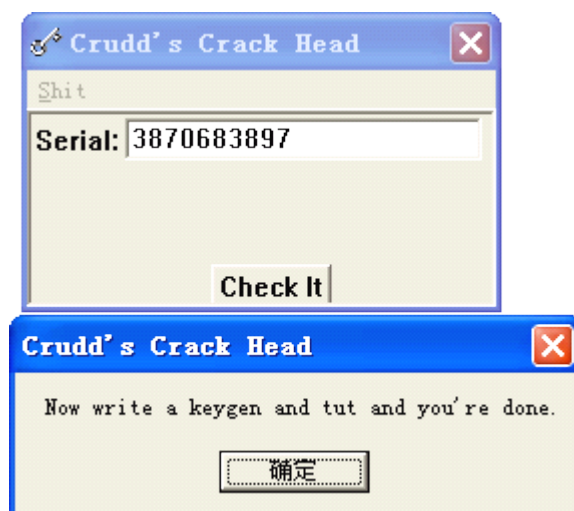 Crudd's Crack Head
Shit
Serial: 3870683897
Check It
Crudd's Crack Head
Now write a keygen and tut and you're done.
确定